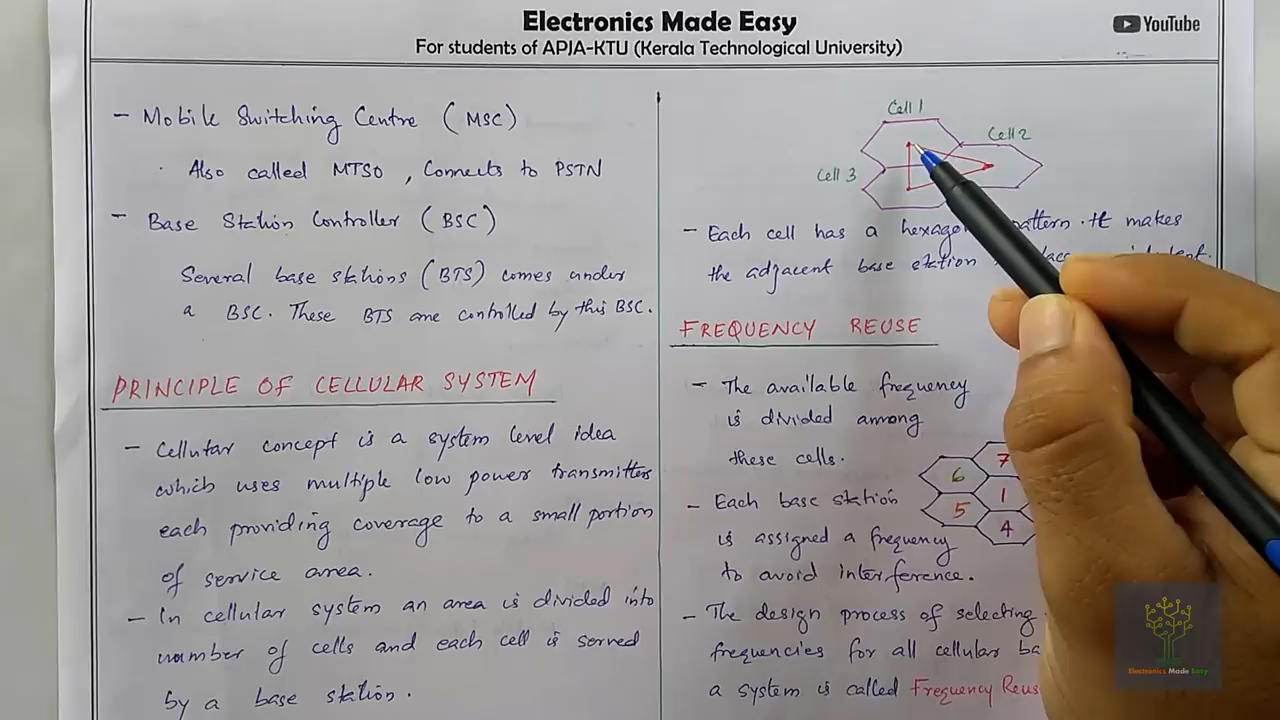 Electronics Made Easy
For students of APJA-KTU (Kerala Technological University)
YouTube
- Mobile Switching Centre (MSC)
. Also called MTSO, Connects to PSTN
- Base Station Controller (BSC)
Several base stations (BTS) comes under
a BSC. These BTS are controlled by this BSC.
PRINCIPLE OF CELLULAR SYSTEM
- Cellular concept is a system level idea
which uses multiple low power transmitters
each providing coverage to a small portion
of service area.
- In cellular system an area is divided into
number of cells and each cell is served
by a base station.
Cell 1
Cell 2
Cell 3
- Each cell has a pattern. It makes
the adjacent base station
FREQUENCY REUSE
- The available frequency
is divided among
these cells.
6
7
1
5
4
- Each base station
is assigned a frequency
to avoid interference.
- The design process of selecting
frequencies for all cellular
a system is called Frequency
Electronics Made Easy